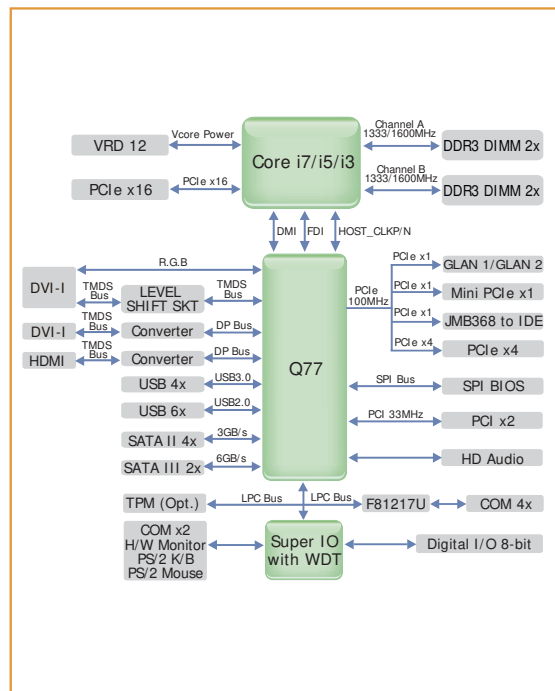 VRD 12
Vcore Power
Core i7/i5/i3
Channel A
1333/1600MHz
DDR3 DIMM 2x
PCIe x16
PCIe x16
Channel B
1333/1600MHz
DDR3 DIMM 2x
DMI
FDI
HOST_CLKP/N
R.G.B
DVI-I
TMDS
Bus
LEVEL
SHIFT SKT
TMDS
Bus
DVI-I
TMDS
Bus
Converter
DP Bus
HDMI
TMDS
Bus
Converter
DP Bus
USB 4x
USB3.0
USB 6x
USB2.0
SATA II 4x
3GB/s
SATA III 2x
6GB/s
Q77
PCIe
100MHz
PCIe x1
GLAN 1/GLAN 2
PCIe x1
Mini PCIe x1
PCIe x1
JMB368 to IDE
PCIe x4
PCIe x4
SPI Bus
SPI BIOS
PCI 33MHz
PCI x2
HD Audio
TPM (Opt.)
LPC Bus
LPC Bus
F81217U
COM 4x
COM x2
H/W Monitor
PS/2 K/B
PS/2 Mouse
Super IO
with WDT
Digital I/O 8-bit